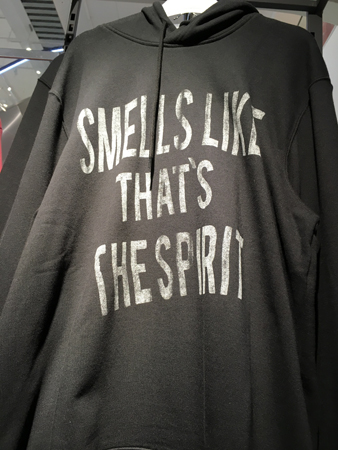 SMELLS LIKE
THAT'S
THE SPIRIT